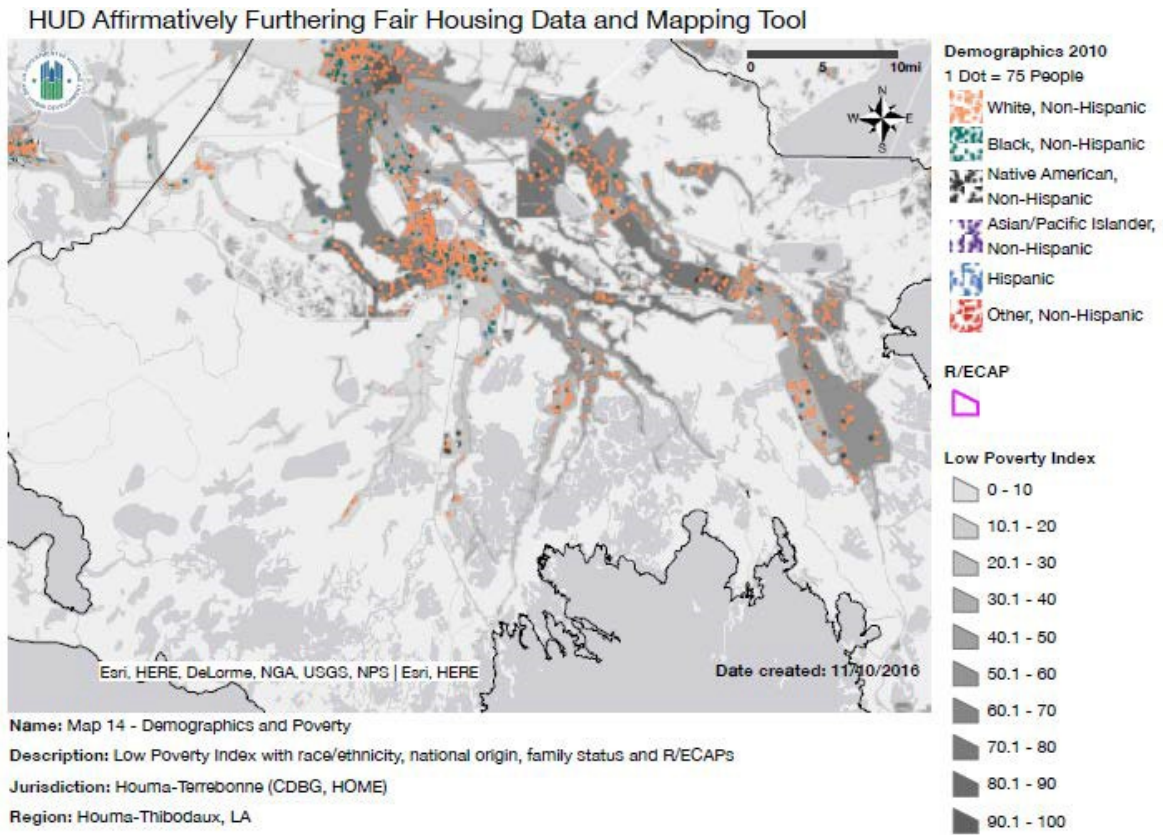 HUD Affirmatively Furthering Fair Housing Data and Mapping Tool
0 5 10mi
N
W E
S
Esri, HERE, DeLorme, NGA, USGS, NPS | Esri, HERE
Date created: 11/10/2016
Demographics 2010
1 Dot = 75 People
White, Non-Hispanic
Black, Non-Hispanic
Native American,
Non-Hispanic
Asian/Pacific Islander,
Non-Hispanic
Hispanic
Other, Non-Hispanic
R/ECAP
Low Poverty Index
0 - 10
10.1 - 20
20.1 - 30
30.1 - 40
40.1 - 50
50.1 - 60
60.1 - 70
70.1 - 80
80.1 - 90
90.1 - 100
Name: Map 14 - Demographics and Poverty
Description: Low Poverty Index with race/ethnicity, national origin, family status and R/ECAPs
Jurisdiction: Houma-Terrebonne (CDBG, HOME)
Region: Houma-Thibodaux, LA